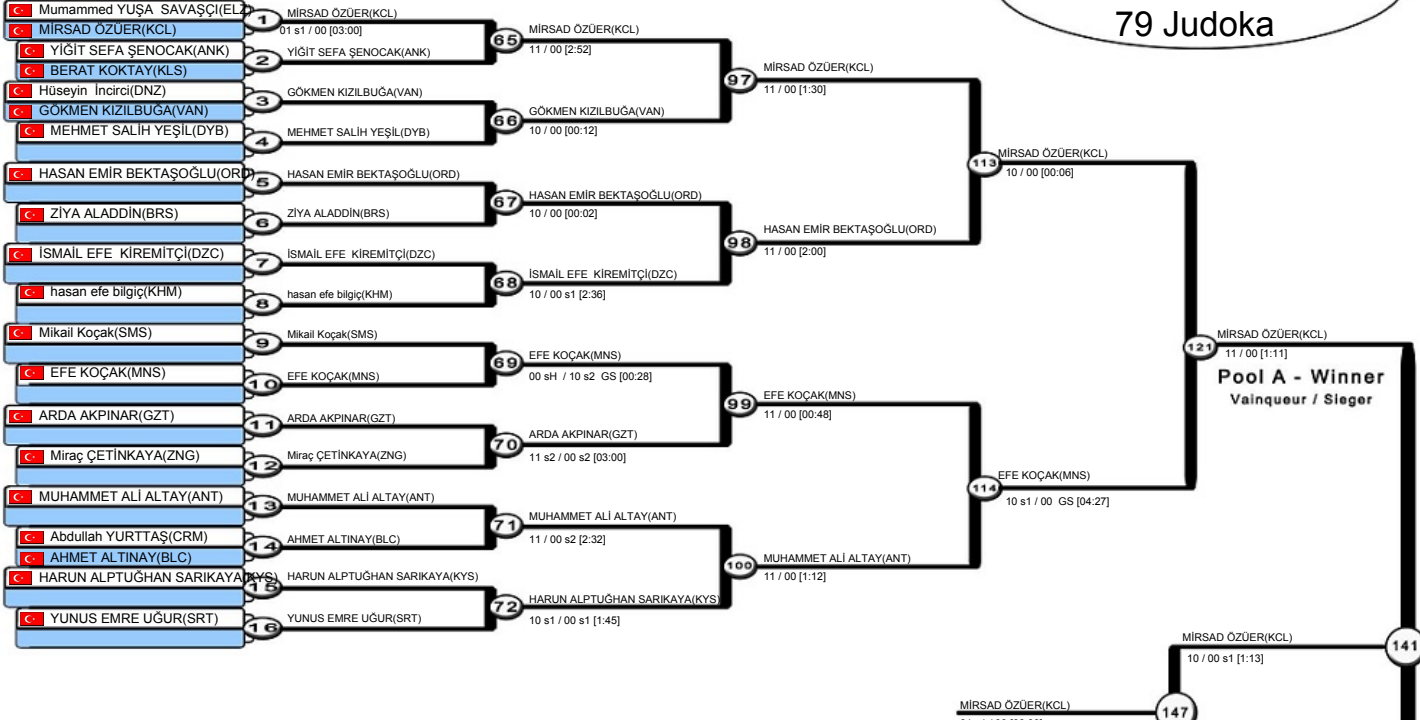 79 Judoka
Mumammed YUŞA SAVAŞÇI(ELZ)
MİRSAD ÖZÜER(KCL)
YİĞİT SEFA ŞENOCAK(ANK)
BERAT KOKTAY(KLS)
Hüseyin İncirci(DNZ)
GÖKMEN KIZILBUĞA(VAN)
MEHMET SALİH YEŞİL(DYB)
HASAN EMİR BEKTAŞOĞLU(ORD)
ZİYA ALADDİN(BRS)
İSMAİL EFE KİREMİTÇİ(DZC)
hasan efe bilgiç(KHM)
Mikail Koçak(SMS)
EFE KOÇAK(MNS)
ARDA AKPINAR(GZT)
Miraç ÇETİNKAYA(ZNG)
MUHAMMET ALİ ALTAY(ANT)
Abdullah YURTTAŞ(CRM)
AHMET ALTINAY(BLC)
HARUN ALPTUĞHAN SARIKAYA(KYS)
YUNUS EMRE UĞUR(SRT)
1
MİRSAD ÖZÜER(KCL)
01 s1 / 00 [03:00]
2
YİĞİT SEFA ŞENOCAK(ANK)
3
GÖKMEN KIZILBUĞA(VAN)
4
MEHMET SALİH YEŞİL(DYB)
5
HASAN EMİR BEKTAŞOĞLU(ORD)
6
ZİYA ALADDİN(BRS)
7
İSMAİL EFE KİREMİTÇİ(DZC)
8
hasan efe bilgiç(KHM)
9
Mikail Koçak(SMS)
10
EFE KOÇAK(MNS)
11
ARDA AKPINAR(GZT)
12
Miraç ÇETİNKAYA(ZNG)
13
MUHAMMET ALİ ALTAY(ANT)
14
AHMET ALTINAY(BLC)
15
HARUN ALPTUĞHAN SARIKAYA(KYS)
16
YUNUS EMRE UĞUR(SRT)
65
MİRSAD ÖZÜER(KCL)
11 / 00 [2:52]
66
GÖKMEN KIZILBUĞA(VAN)
10 / 00 [00:12]
67
HASAN EMİR BEKTAŞOĞLU(ORD)
10 / 00 [00:02]
68
İSMAİL EFE KİREMİTÇİ(DZC)
10 / 00 s1 [2:36]
69
EFE KOÇAK(MNS)
00 sH / 10 s2 GS [00:28]
70
ARDA AKPINAR(GZT)
11 s2 / 00 s2 [03:00]
71
MUHAMMET ALİ ALTAY(ANT)
11 / 00 s2 [2:32]
72
HARUN ALPTUĞHAN SARIKAYA(KYS)
10 s1 / 00 s1 [1:45]
97
MİRSAD ÖZÜER(KCL)
11 / 00 [1:30]
98
HASAN EMİR BEKTAŞOĞLU(ORD)
11 / 00 [2:00]
99
EFE KOÇAK(MNS)
11 / 00 [00:48]
100
MUHAMMET ALİ ALTAY(ANT)
11 / 00 [1:12]
113
MİRSAD ÖZÜER(KCL)
10 / 00 [00:06]
114
EFE KOÇAK(MNS)
10 s1 / 00 GS [04:27]
121
MİRSAD ÖZÜER(KCL)
11 / 00 [1:11]
Pool A - Winner
Vainqueur / Sieger
MİRSAD ÖZÜER(KCL)
10 / 00 s1 [1:13]
141
MİRSAD ÖZÜER(KCL)
147